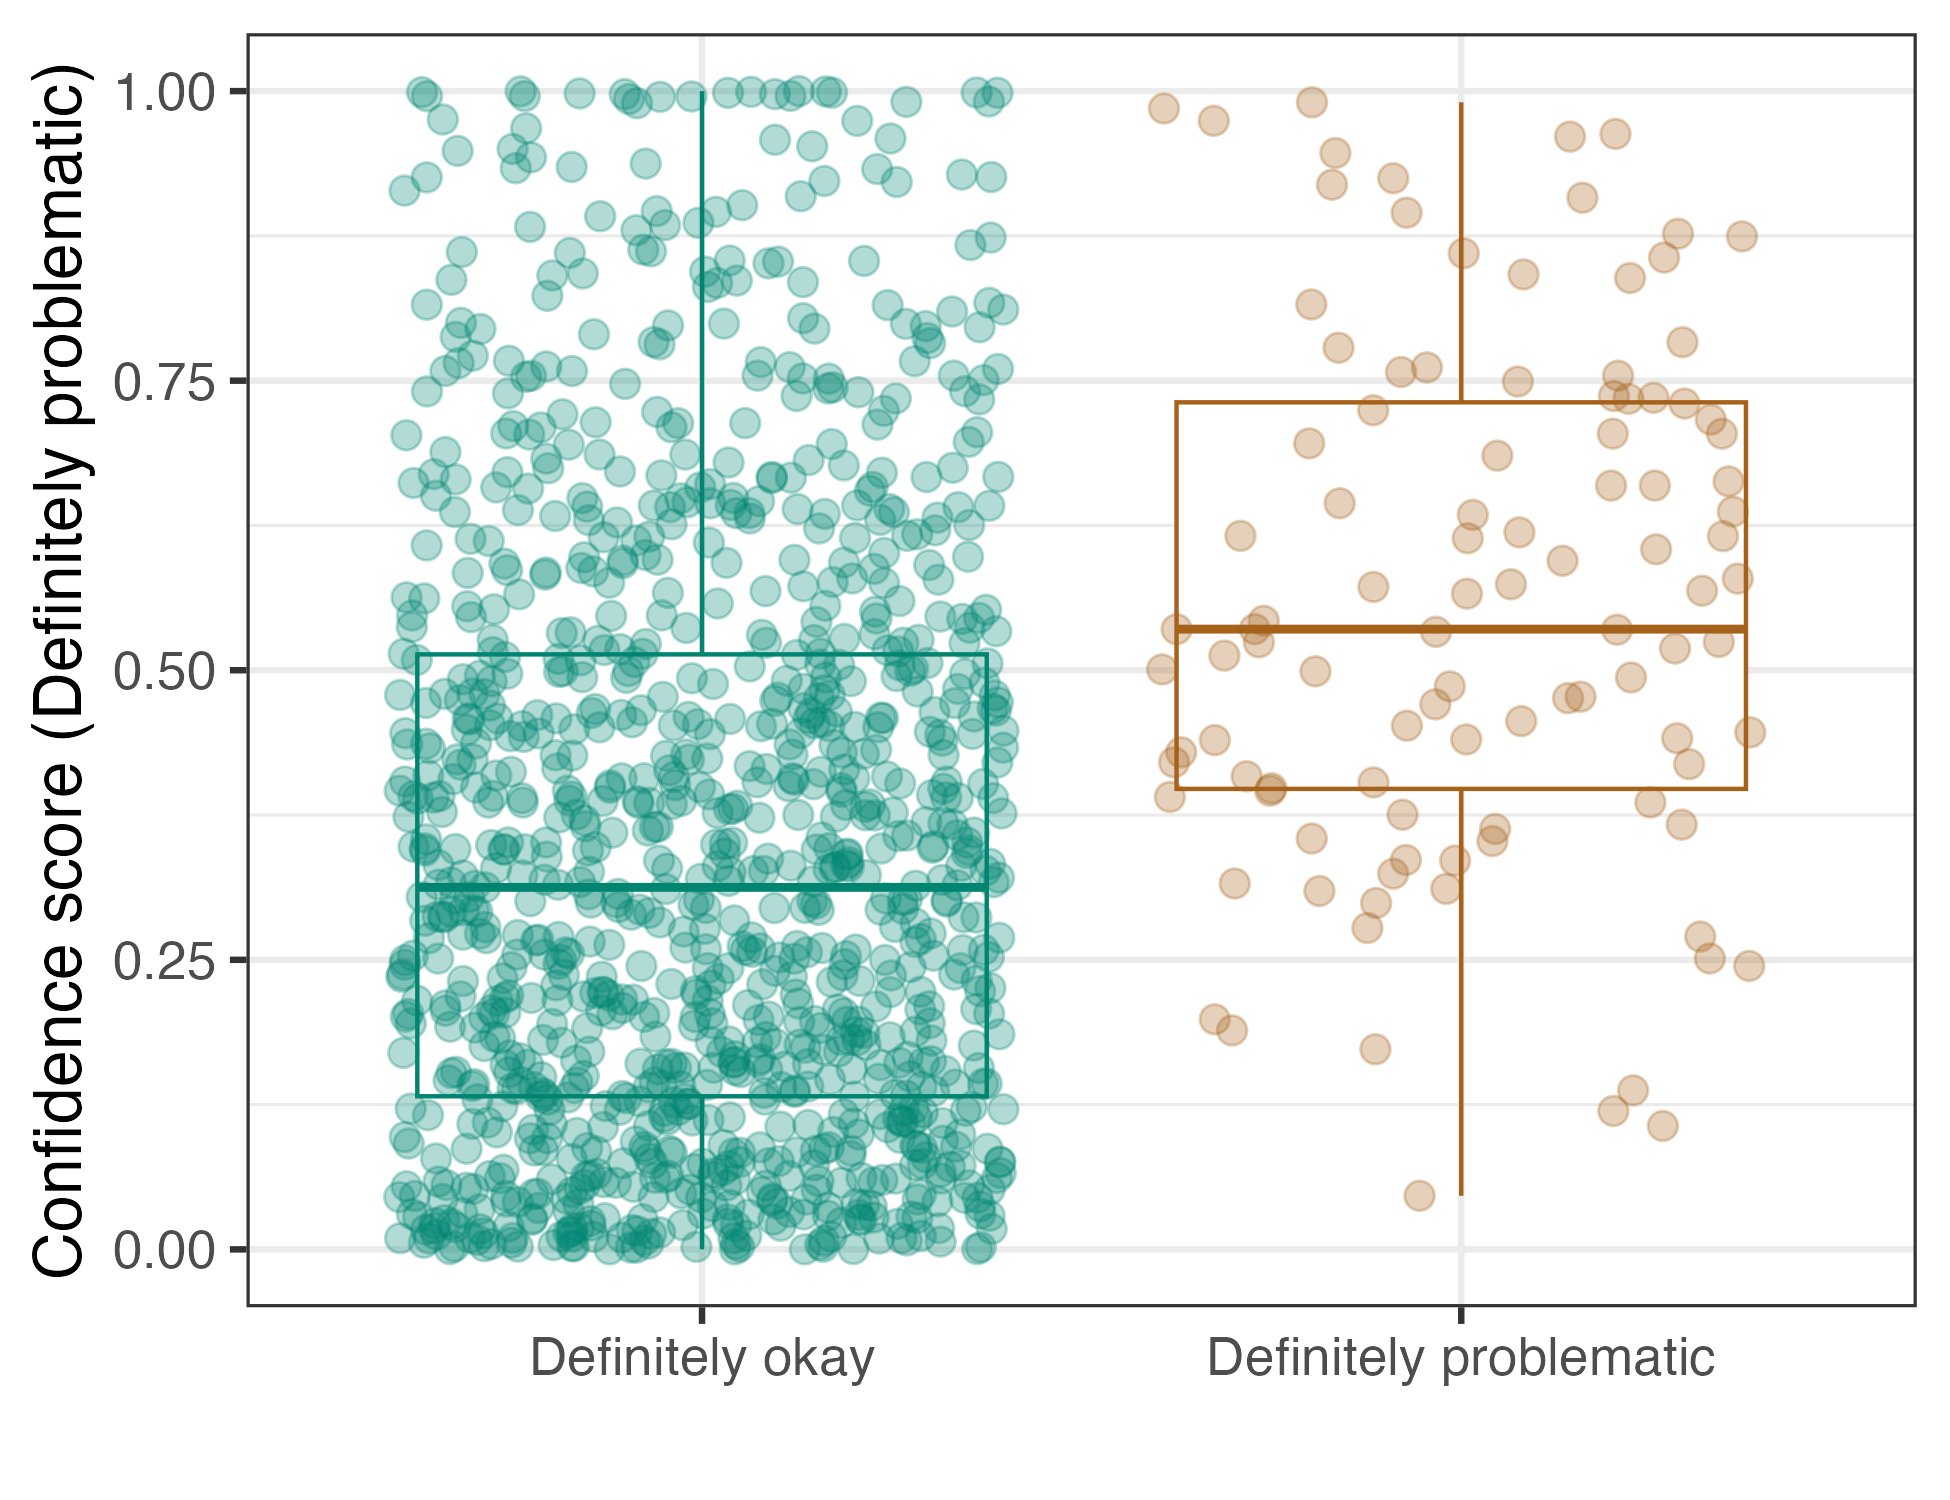 Confidence score (Definitely problematic)
1.00
0.75
0.50
0.25
0.00
Definitely okay
Definitely problematic